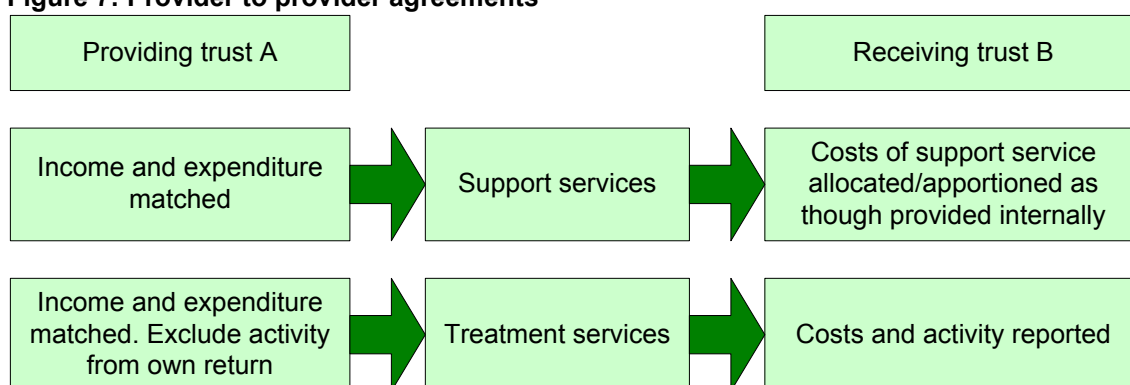 Figure 7: Provider to provider agreements
Providing trust A
Receiving trust B
Income and expenditure
matched
Support services
Costs of support service
allocated/apportioned as
though provided internally
Income and expenditure
matched. Exclude activity
from own return
Treatment services
Costs and activity reported